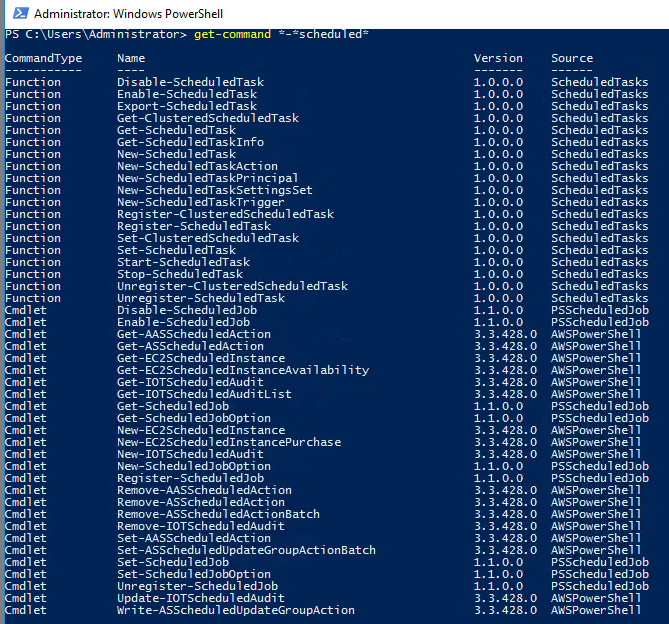 Administrator: Windows PowerShell
PS C:\Users\Administrator> get-command *-*scheduled*
CommandType Name Version Source
----------- ---- ------- ------
Function Disable-ScheduledTask 1.0.0.0 ScheduledTasks
Function Enable-ScheduledTask 1.0.0.0 ScheduledTasks
Function Export-ScheduledTask 1.0.0.0 ScheduledTasks
Function Get-ClusteredScheduledTask 1.0.0.0 ScheduledTasks
Function Get-ScheduledTask 1.0.0.0 ScheduledTasks
Function Get-ScheduledTaskInfo 1.0.0.0 ScheduledTasks
Function New-ScheduledTask 1.0.0.0 ScheduledTasks
Function New-ScheduledTaskAction 1.0.0.0 ScheduledTasks
Function New-ScheduledTaskPrincipal 1.0.0.0 ScheduledTasks
Function New-ScheduledTaskSettingsSet 1.0.0.0 ScheduledTasks
Function New-ScheduledTaskTrigger 1.0.0.0 ScheduledTasks
Function Register-ClusteredScheduledTask 1.0.0.0 ScheduledTasks
Function Register-ScheduledTask 1.0.0.0 ScheduledTasks
Function Set-ClusteredScheduledTask 1.0.0.0 ScheduledTasks
Function Set-ScheduledTask 1.0.0.0 ScheduledTasks
Function Start-ScheduledTask 1.0.0.0 ScheduledTasks
Function Stop-ScheduledTask 1.0.0.0 ScheduledTasks
Function Unregister-ClusteredScheduledTask 1.0.0.0 ScheduledTasks
Function Unregister-ScheduledTask 1.0.0.0 ScheduledTasks
Cmdlet Disable-ScheduledJob 1.1.0.0 PSScheduledJob
Cmdlet Enable-ScheduledJob 1.1.0.0 PSScheduledJob
Cmdlet Get-AASScheduledAction 3.3.428.0 AWSPowerShell
Cmdlet Get-ASScheduledAction 3.3.428.0 AWSPowerShell
Cmdlet Get-EC2ScheduledInstance 3.3.428.0 AWSPowerShell
Cmdlet Get-EC2ScheduledInstanceAvailability 3.3.428.0 AWSPowerShell
Cmdlet Get-IOTScheduledAudit 3.3.428.0 AWSPowerShell
Cmdlet Get-IOTScheduledAuditList 3.3.428.0 AWSPowerShell
Cmdlet Get-ScheduledJob 1.1.0.0 PSScheduledJob
Cmdlet Get-ScheduledJobOption 1.1.0.0 PSScheduledJob
Cmdlet New-EC2ScheduledInstance 3.3.428.0 AWSPowerShell
Cmdlet New-EC2ScheduledInstancePurchase 3.3.428.0 AWSPowerShell
Cmdlet New-IOTScheduledAudit 3.3.428.0 AWSPowerShell
Cmdlet New-ScheduledJobOption 1.1.0.0 PSScheduledJob
Cmdlet Register-ScheduledJob 1.1.0.0 PSScheduledJob
Cmdlet Remove-AASScheduledAction 3.3.428.0 AWSPowerShell
Cmdlet Remove-ASScheduledAction 3.3.428.0 AWSPowerShell
Cmdlet Remove-ASScheduledActionBatch 3.3.428.0 AWSPowerShell
Cmdlet Remove-IOTScheduledAudit 3.3.428.0 AWSPowerShell
Cmdlet Set-AASScheduledAction 3.3.428.0 AWSPowerShell
Cmdlet Set-ASScheduledUpdateGroupActionBatch 3.3.428.0 AWSPowerShell
Cmdlet Set-ScheduledJob 1.1.0.0 PSScheduledJob
Cmdlet Set-ScheduledJobOption 1.1.0.0 PSScheduledJob
Cmdlet Unregister-ScheduledJob 1.1.0.0 PSScheduledJob
Cmdlet Update-IOTScheduledAudit 3.3.428.0 AWSPowerShell
Cmdlet Write-ASScheduledUpdateGroupAction 3.3.428.0 AWSPowerShell